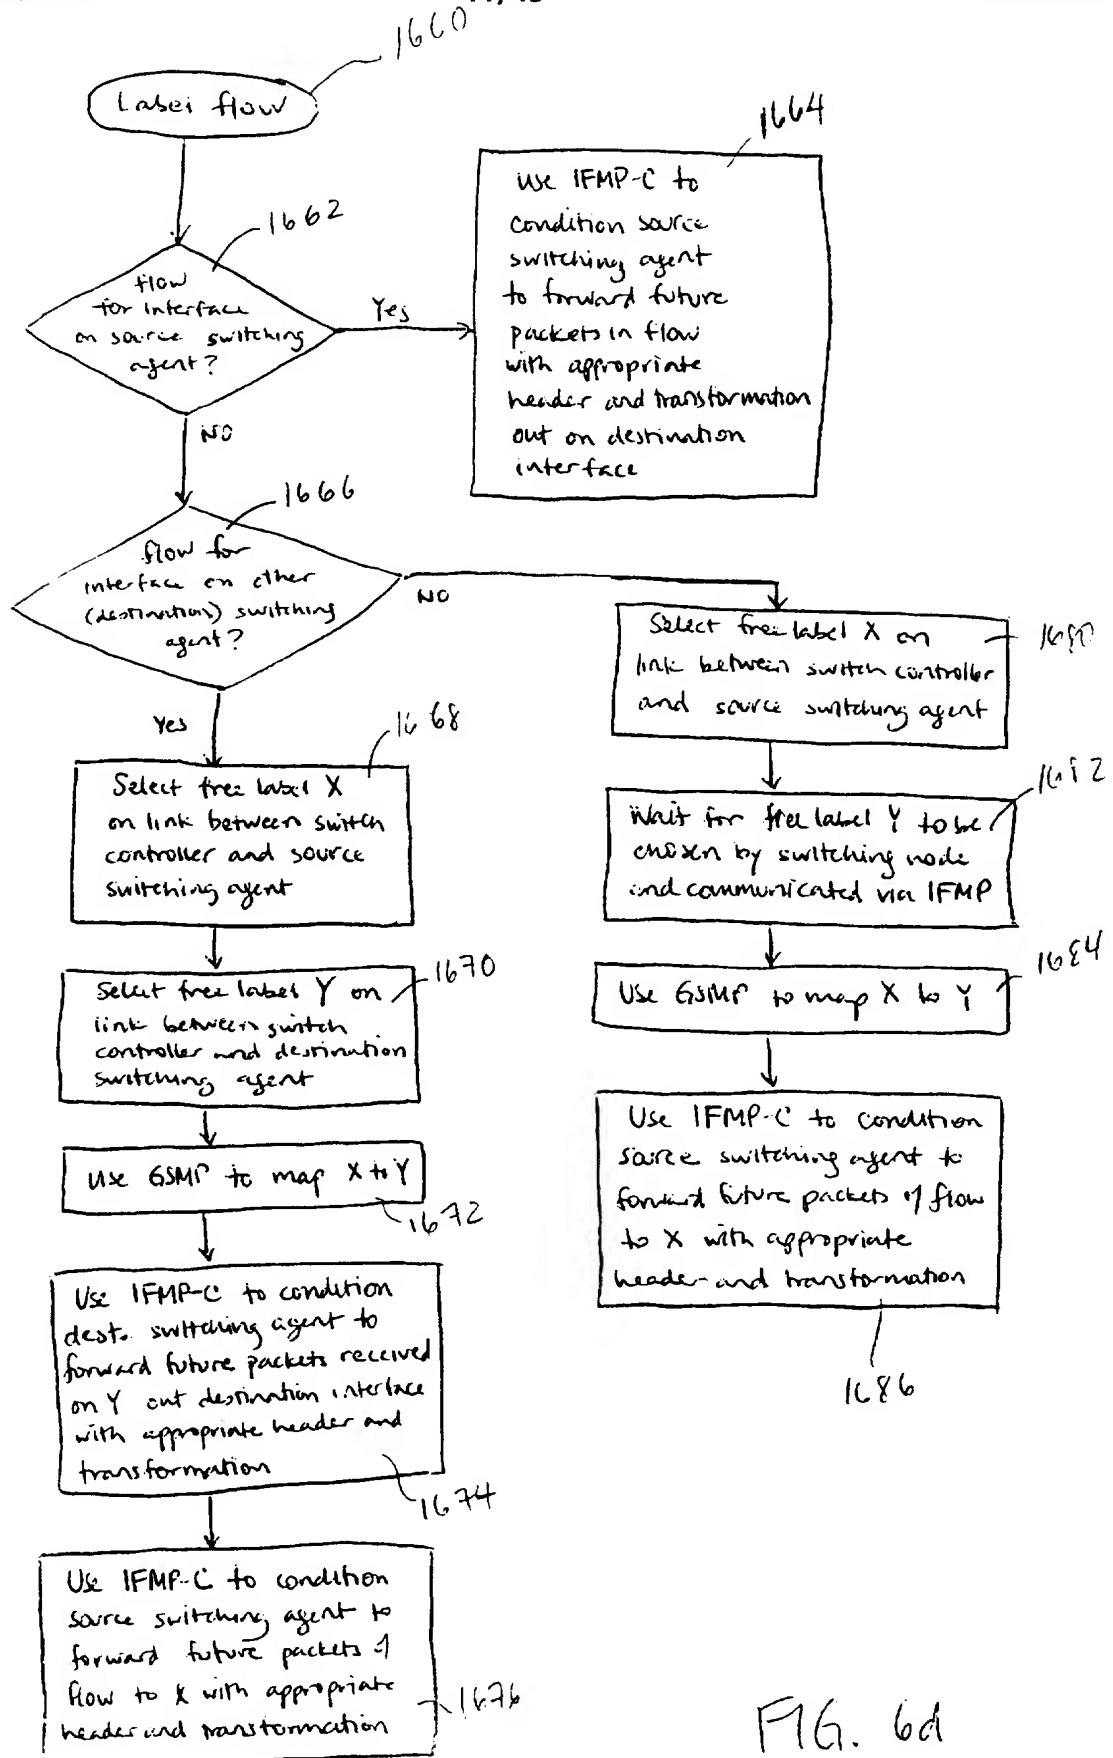 1660
Label flow
1662
flow
for interface
on source switching
agent?
Yes
1664
Use IFMP-C to
condition source
switching agent
to forward future
packets in flow
with appropriate
header and transformation
out on destination
interface
NO
1666
flow for
interface on other
(destination) switching
agent?
Yes
NO
1668
Select free label X
on link between switch
controller and source
switching agent
1670
Select free label Y on
link between switch
controller and destination
switching agent
Use GSMP to map X to Y
1672
Use IFMP-C to condition
dest. switching agent to
forward future packets received
on Y out destination interface
with appropriate header and
transformation
1674
Use IFMP-C to condition
source switching agent to
forward future packets of
flow to X with appropriate
header and transformation
1676
Select free label X on
link between switch controller
and source switching agent
1680
1682
Wait for free label Y to be
chosen by switching node
and communicated via IFMP
1684
Use GSMP to map X to Y
Use IFMP-C to condition
source switching agent to
forward future packets of flow
to X with appropriate
header and transformation
1686
FIG. 6d